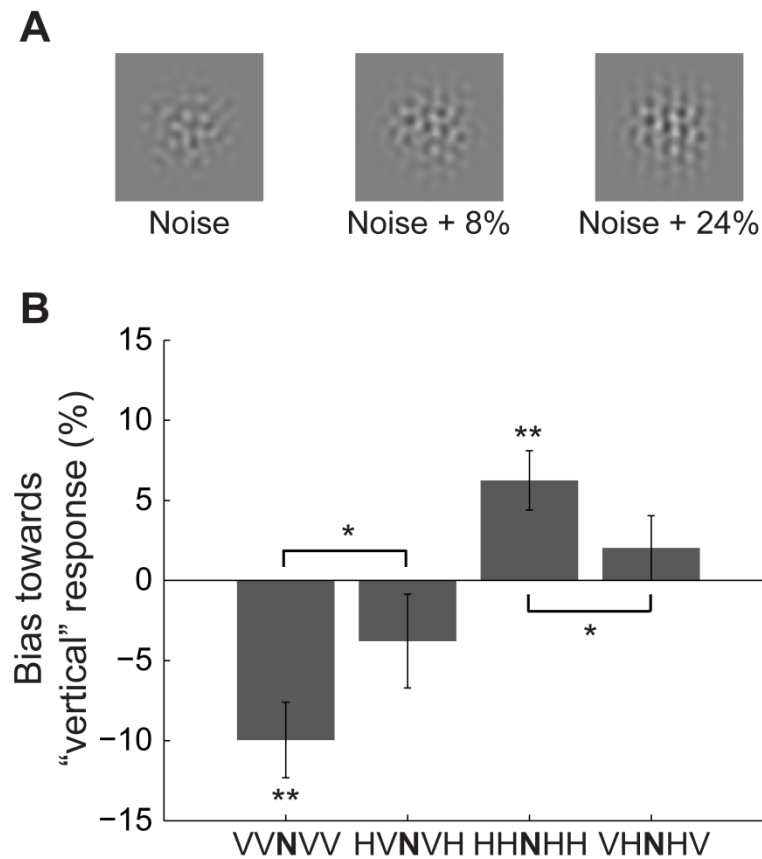 A
Noise
Noise + 8%
Noise + 24%
B
Bias towards
“vertical” response (%)
15
10
5
0
−5
−10
−15
**
*
**
*
VVNVV
HVNVH
HHNHH
VHNHV